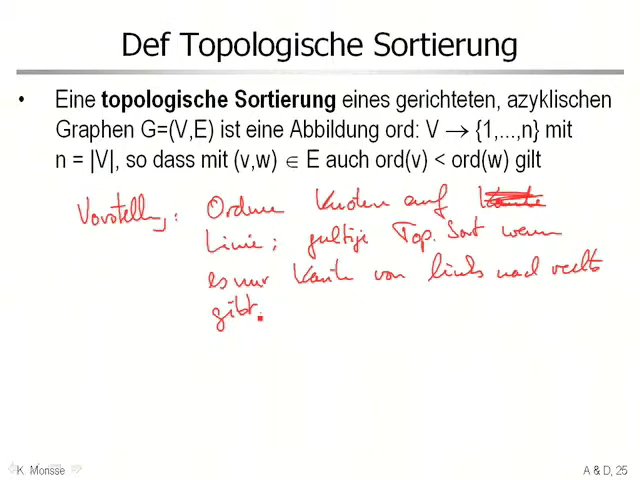 Def Topologische Sortierung
• Eine topologische Sortierung eines gerichteten, azyklischen
Graphen G=(V,E) ist eine Abbildung ord: V → {1,...,n} mit
n = |V|, so dass mit (v,w) ∈ E auch ord(v) < ord(w) gilt
Vorstellg: Ordne Knoten auf
Linie; gültige Top. Sort wenn
es nur Kante von links nach rechts
gibt.
K. Morisse
A & D, 25